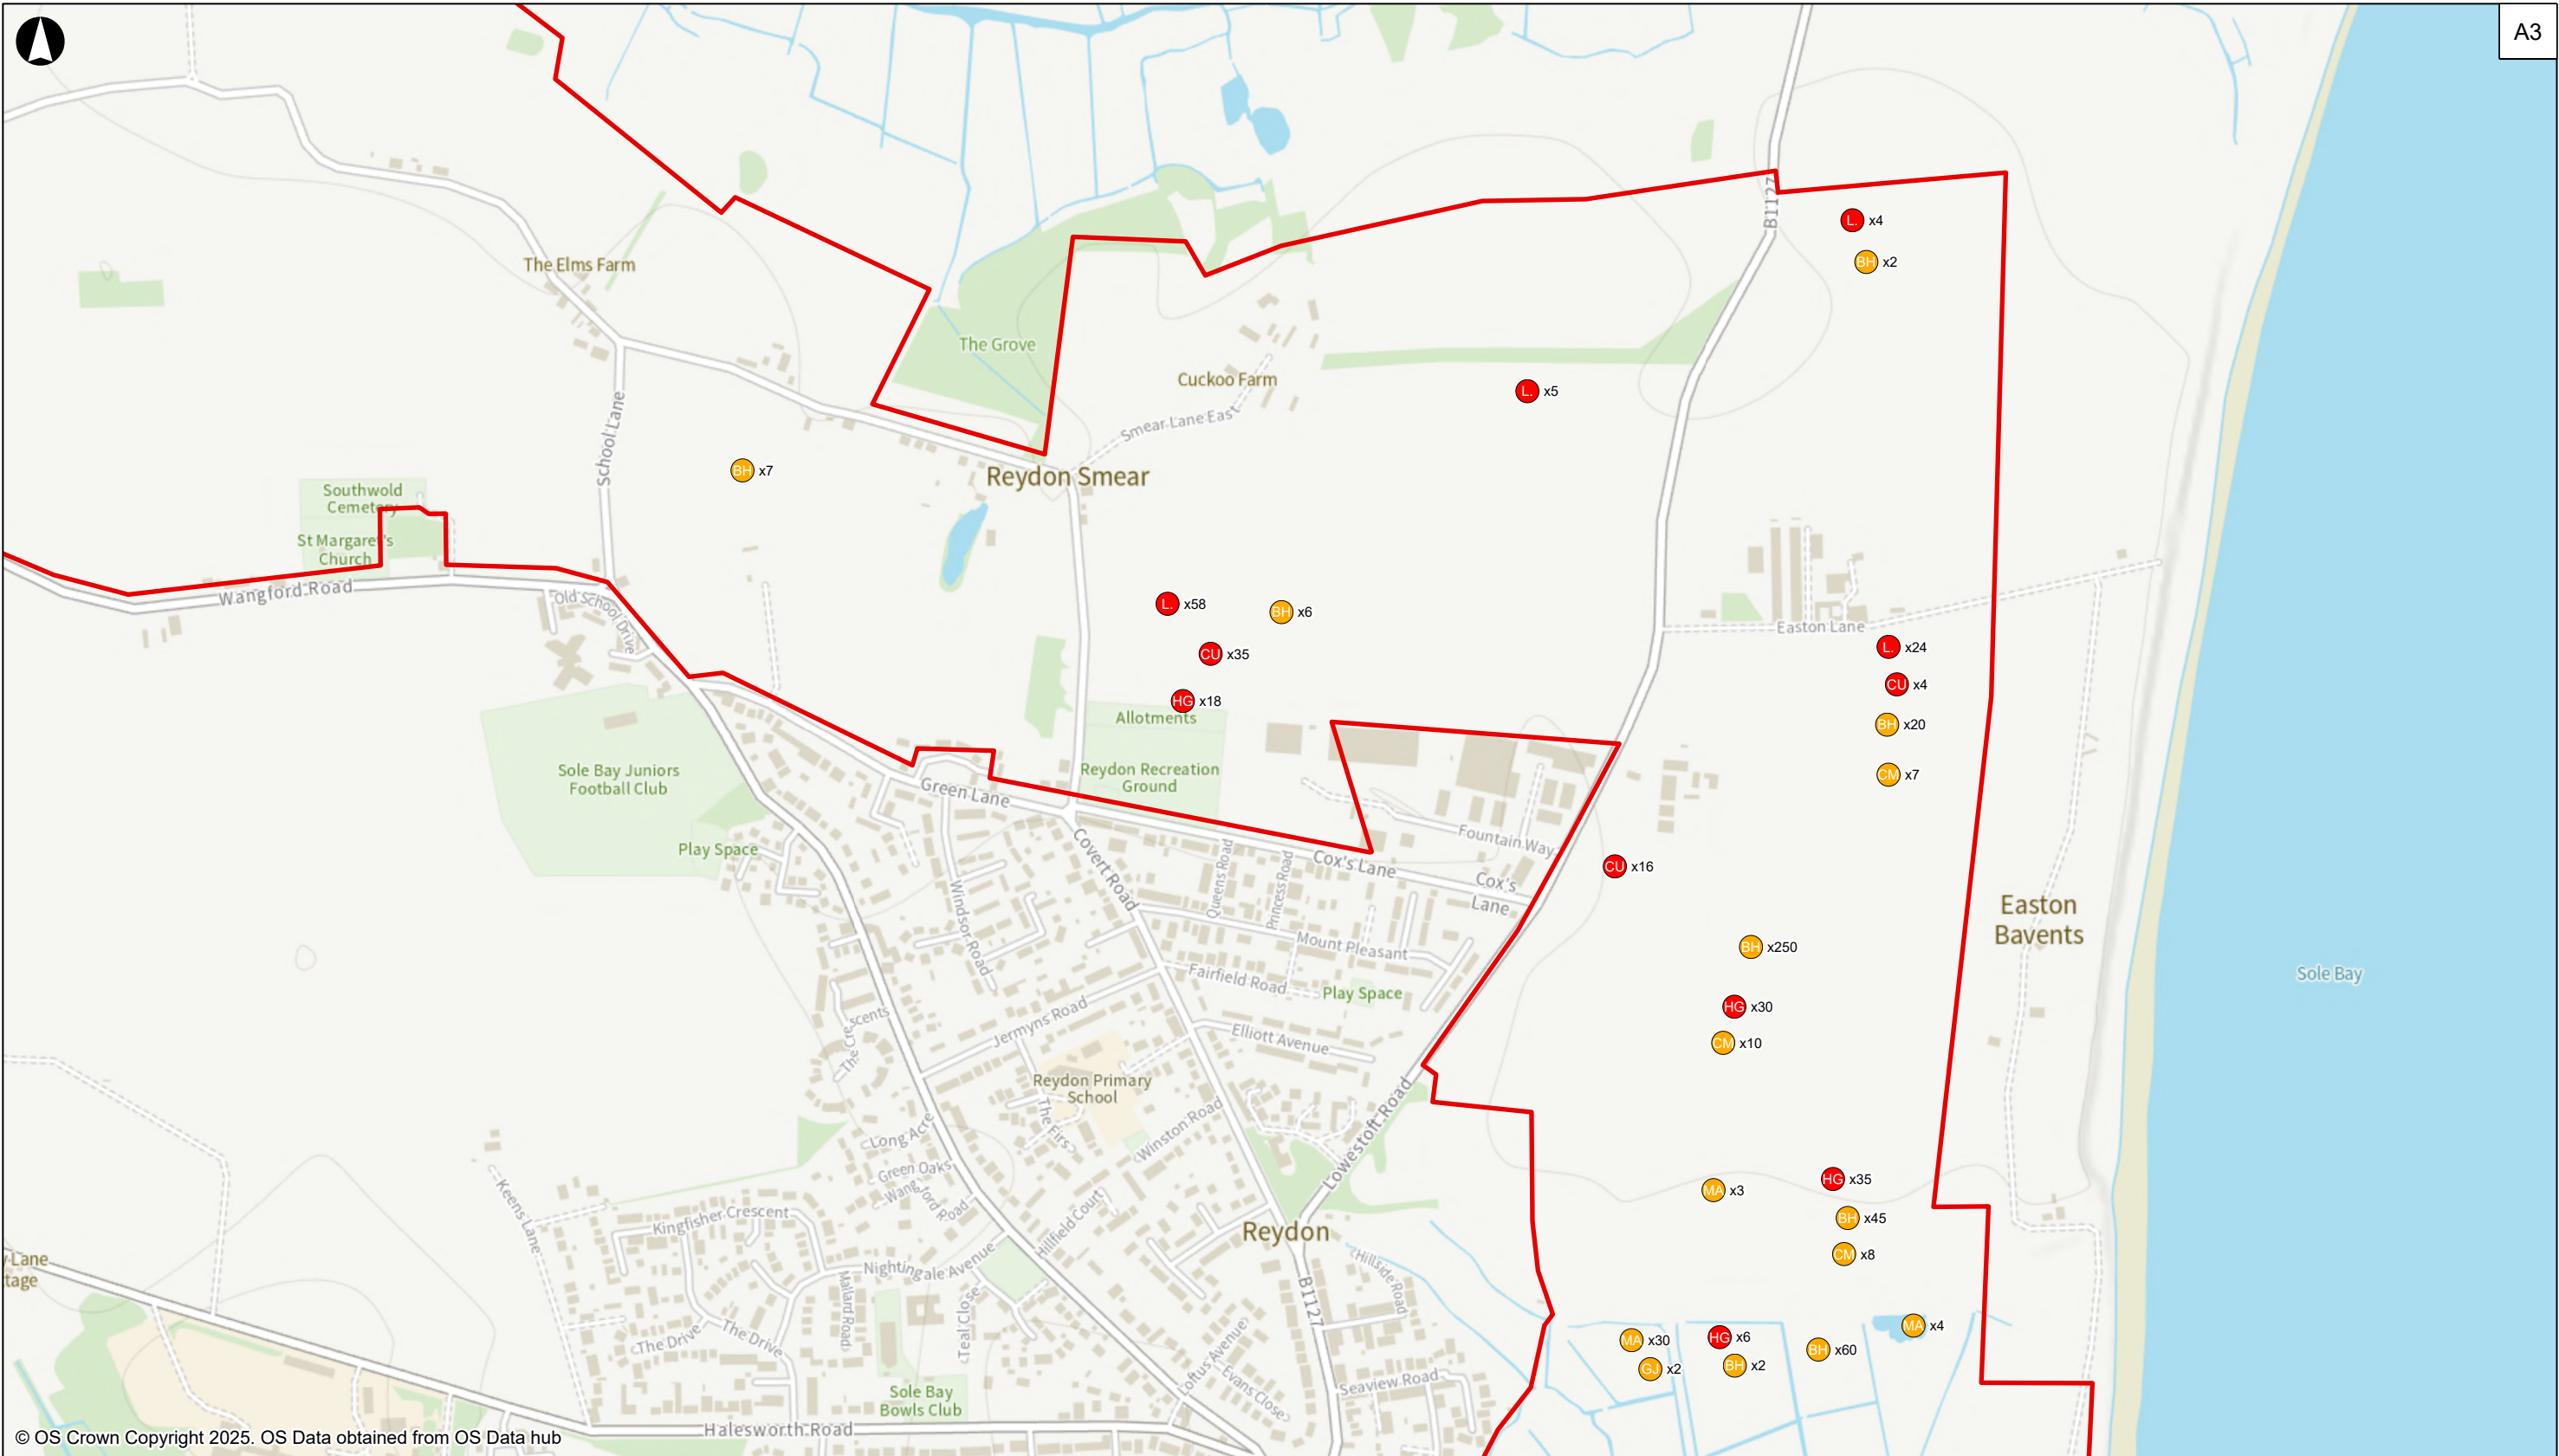 A3
B1127
L. x4
BH x2
The Elms Farm
The Grove
Cuckoo Farm
L. x5
School Lane
Smear Lane East
BH x7
Reydon Smear
Southwold
Cemetery
St Margaret's
Church
Wangford Road
Old School Drive
L. x58
BH x6
CU x35
HG x18
Easton Lane
L. x24
CU x4
BH x20
CM x7
Allotments
Reydon Recreation
Ground
Sole Bay Juniors
Football Club
Green Lane
Play Space
Covert Road
Fountain Way
Cox's Lane
Cox's
Lane
CU x16
Queens Road
Princess Road
Windsor Road
Mount Pleasant
Easton
Bavents
BH x250
Sole Bay
Fairfield Road
Play Space
HG x30
CM x10
The Crescents
Jermyns Road
Elliott Avenue
Reydon Primary
School
The Firs
Winston Road
Lowestoft Road
Long Acre
Green Oaks
Wangford Road
Keens Lane
HG x35
MA x3
BH x45
CM x8
Kingfisher Crescent
Hillfield Court
Reydon
Hillside Road
y Lane
ttage
Nightingale Avenue
Mallard Road
Teal Close
B1127
The Drive
The Drive
MA x4
MA x30
HG x6
BH x60
GJ x2
BH x2
Loftus Avenue
Evans Close
Seaview Road
Sole Bay
Bowls Club
Halesworth Road
© OS Crown Copyright 2025. OS Data obtained from OS Data hub